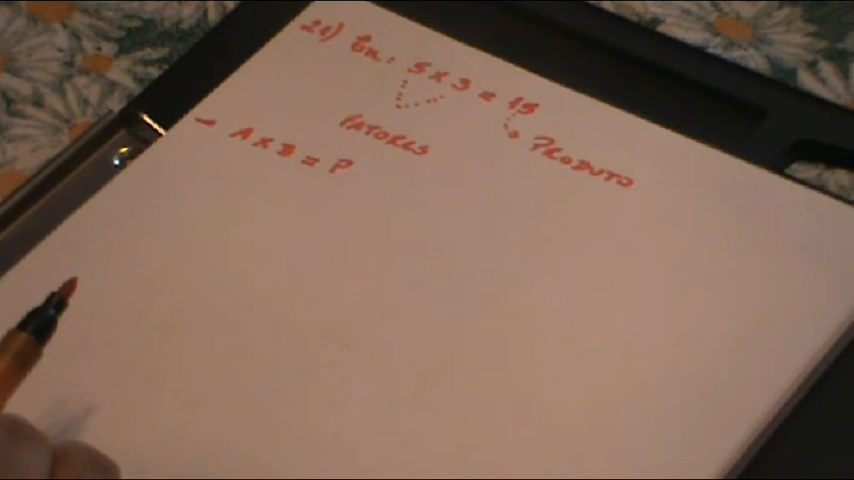 21) Ex.: 5 x 3 = 15
FATORES
PRODUTO
- A x B = P